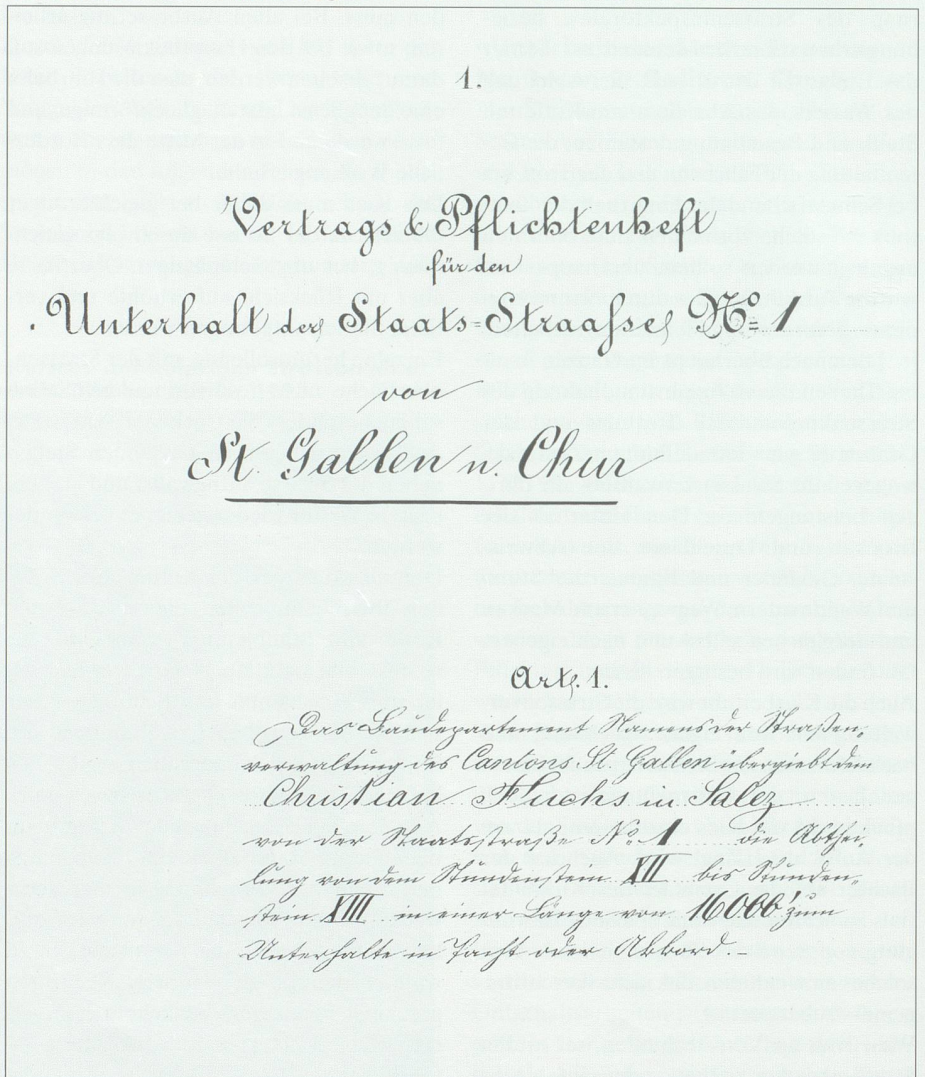 1.
Vertrags & Pflichtenheft
für den
Unterhalt der Staats-Straasse No 1
von
St. Gallen n. Chur
Art. 1.
Das Baudepartement Namens der Straßen-
verwaltung des Cantons St. Gallen übergiebt dem
Christian Fuchs in Salez
von der Staatsstraße No 1 die Abthei-
lung von dem Stundenstein XII bis Stunden-
stein XIII in einer Länge von 16000' zum
Unterhalte in Pacht oder Akkord.-